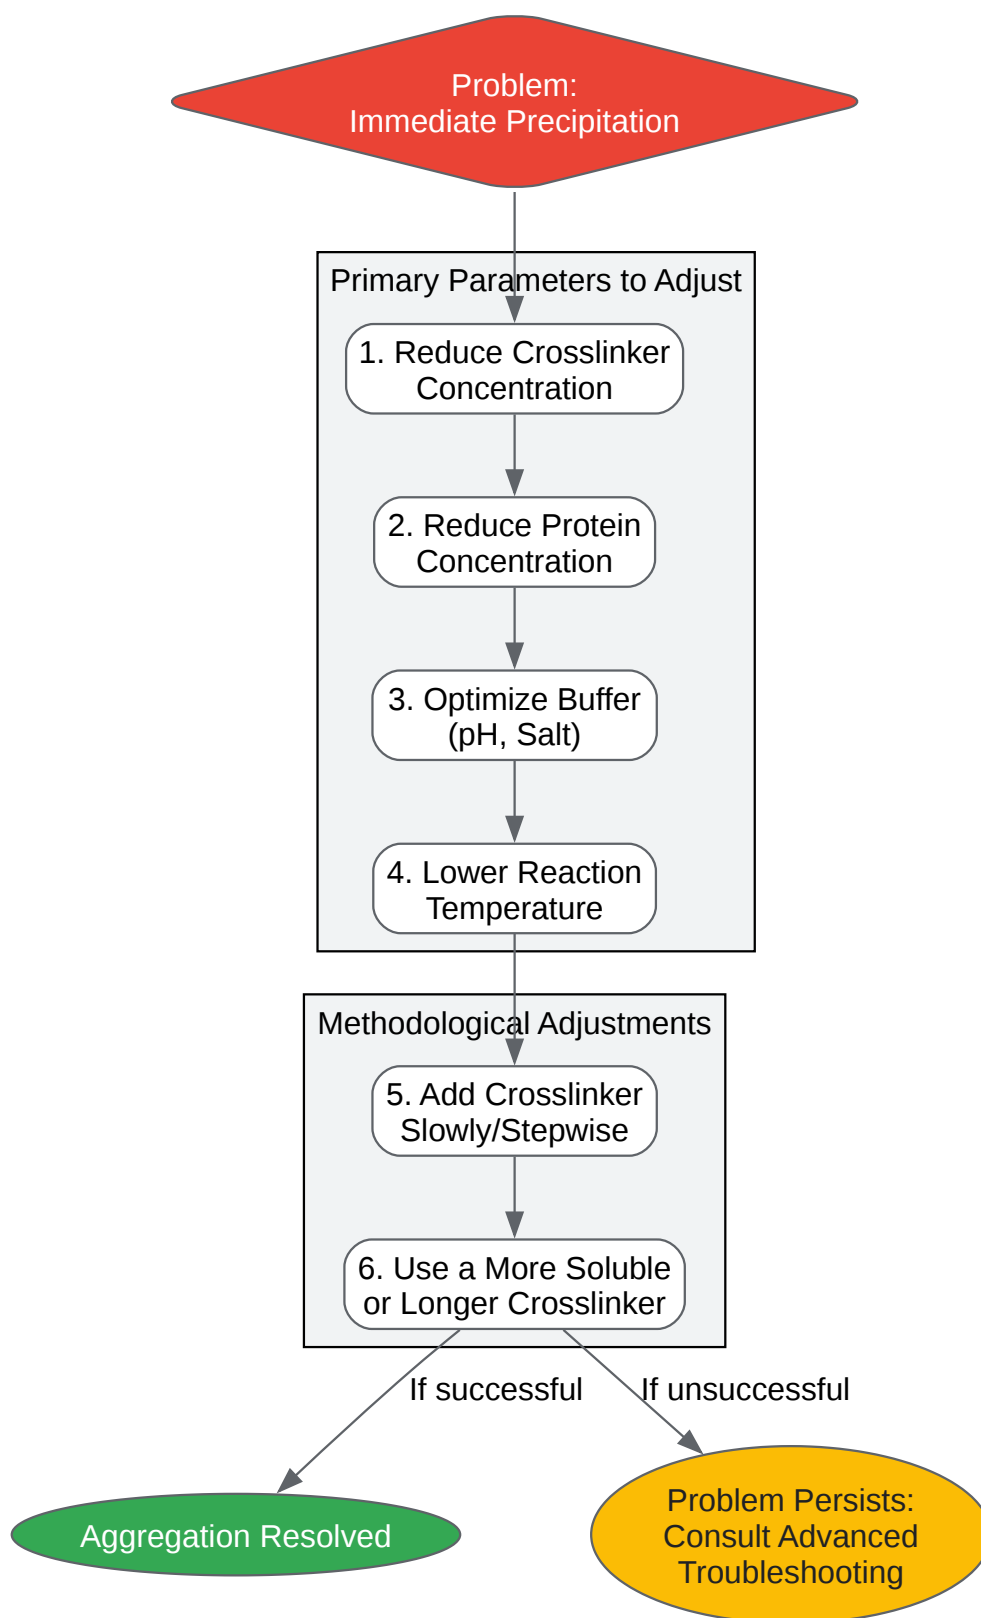 Problem:
Immediate Precipitation
Primary Parameters to Adjust
1. Reduce Crosslinker
Concentration
2. Reduce Protein
Concentration
3. Optimize Buffer
(pH, Salt)
4. Lower Reaction
Temperature
Methodological Adjustments
5. Add Crosslinker
Slowly/Stepwise
6. Use a More Soluble
or Longer Crosslinker
If successful
If unsuccessful
Aggregation Resolved
Problem Persists:
Consult Advanced
Troubleshooting